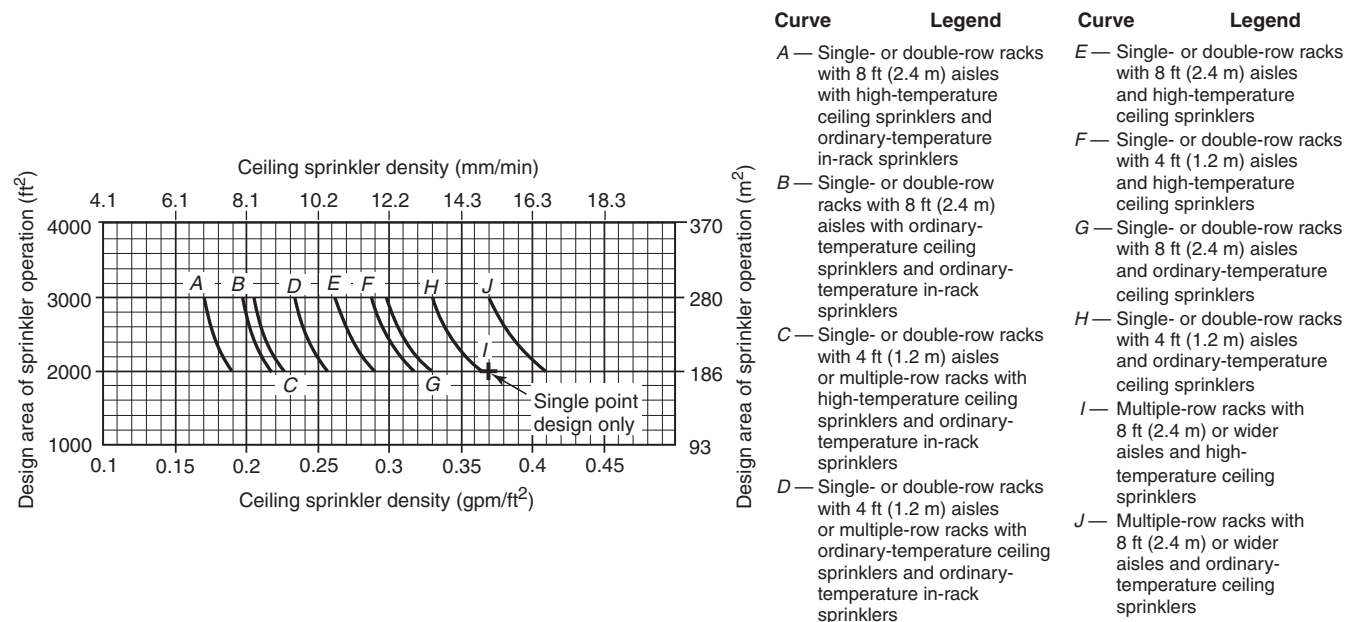 Ceiling sprinkler density (mm/min)
4.1 6.1 8.1 10.2 12.2 14.3 16.3 18.3
Design area of sprinkler operation (ft2)
4000
3000
2000
1000
A B D E F H J
C G I
Single point
design only
370
280
186
93
Design area of sprinkler operation (m2)
0.1 0.15 0.2 0.25 0.3 0.35 0.4 0.45
Ceiling sprinkler density (gpm/ft2)
Curve Legend
A — Single- or double-row racks
with 8 ft (2.4 m) aisles
with high-temperature
ceiling sprinklers and
ordinary-temperature
in-rack sprinklers
B — Single- or double-row
racks with 8 ft (2.4 m)
aisles with ordinary-
temperature ceiling
sprinklers and ordinary-
temperature in-rack
sprinklers
C — Single- or double-row racks
with 4 ft (1.2 m) aisles
or multiple-row racks with
high-temperature ceiling
sprinklers and ordinary-
temperature in-rack
sprinklers
D — Single- or double-row racks
with 4 ft (1.2 m) aisles
or multiple-row racks with
ordinary-temperature ceiling
sprinklers and ordinary-
temperature in-rack
sprinklers
Curve Legend
E — Single- or double-row racks
with 8 ft (2.4 m) aisles
and high-temperature
ceiling sprinklers
F — Single- or double-row racks
with 4 ft (1.2 m) aisles
and high-temperature
ceiling sprinklers
G — Single- or double-row racks
with 8 ft (2.4 m) aisles
and ordinary-temperature
ceiling sprinklers
H — Single- or double-row racks
with 4 ft (1.2 m) aisles
and ordinary-temperature
ceiling sprinklers
I — Multiple-row racks with
8 ft (2.4 m) or wider
aisles and high-
temperature ceiling
sprinklers
J — Multiple-row racks with
8 ft (2.4 m) or wider
aisles and ordinary-
temperature ceiling
sprinklers